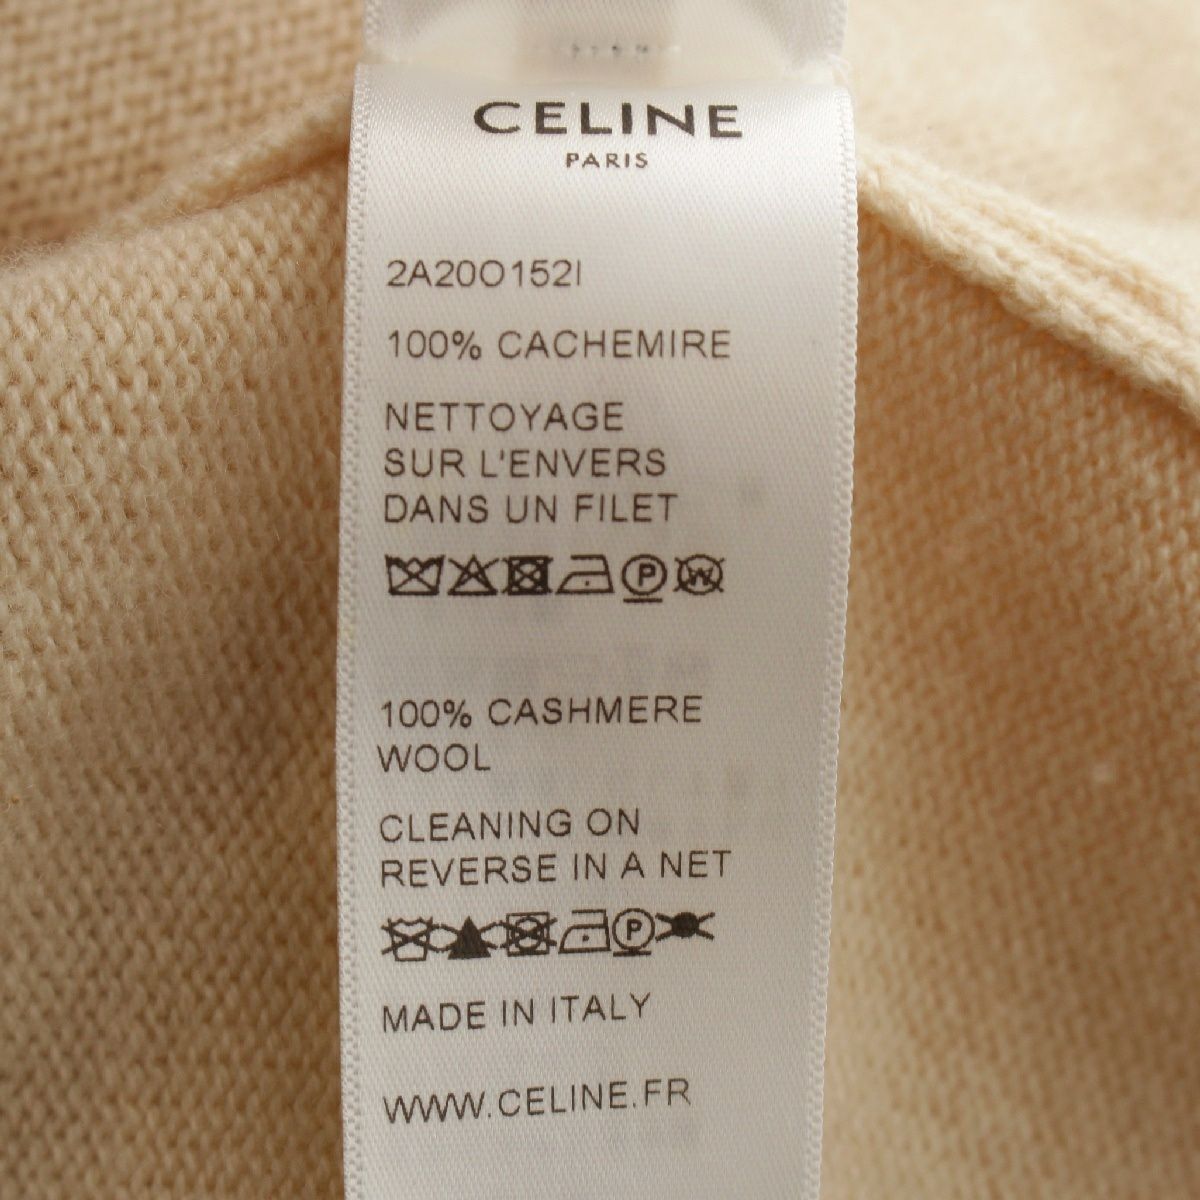 CELINE
PARIS
2A20O152I
100% CACHEMIRE
NETTOYAGE
SUR L'ENVERS
DANS UN FILET
P W
100% CASHMERE
WOOL
CLEANING ON
REVERSE IN A NET
P
MADE IN ITALY
WWW.CELINE.FR